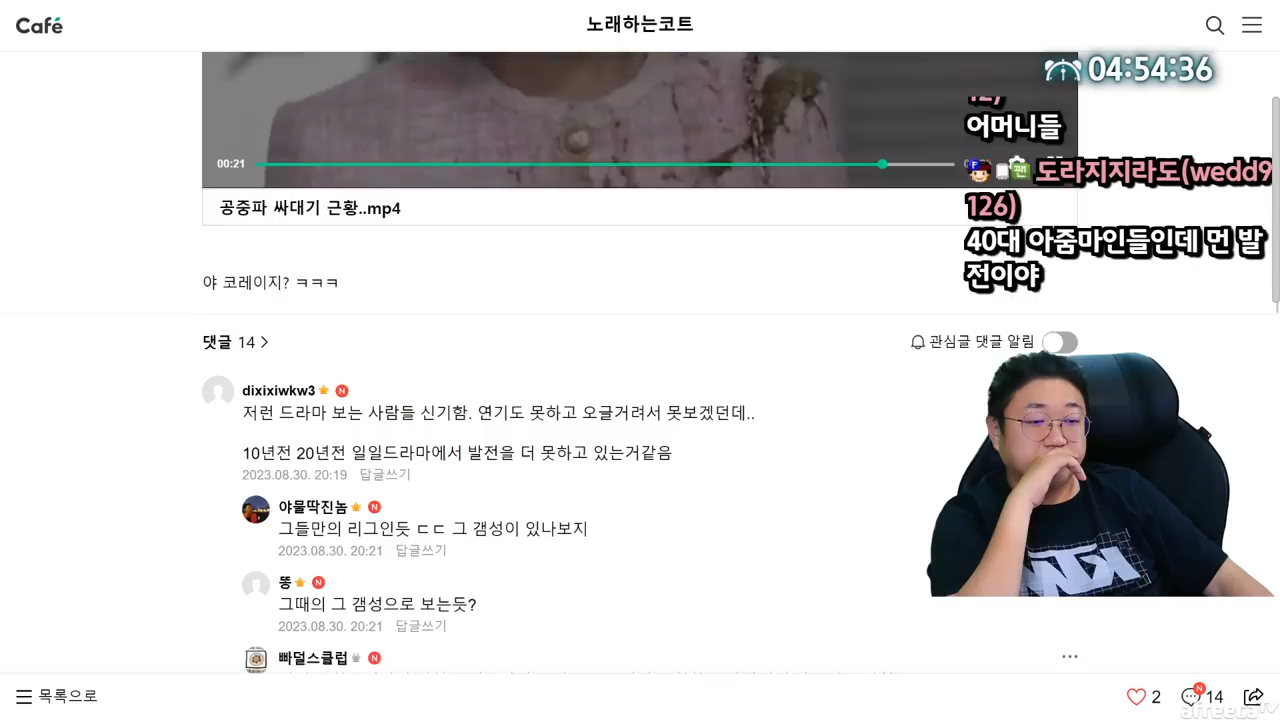 Café
노래하는코트
04:54:36
어머니들
00:21
도라지지라도(wedd9
126)
공중파 싸대기 근황..mp4
40대 아줌마인들인데 먼 발
전이야
야 코레이지? ㅋㅋㅋ
댓글 14 >
관심글 댓글 알림
dixixiwkw3 N
저런 드라마 보는 사람들 신기함. 연기도 못하고 오글거려서 못보겠던데..
10년전 20년전 일일드라마에서 발전을 더 못하고 있는거같음
2023.08.30. 20:19 답글쓰기
야물딱진놈 N
그들만의 리그인듯 ㄷㄷ 그 갬성이 있나보지
2023.08.30. 20:21 답글쓰기
똥 N
그때의 그 갬성으로 보는듯?
2023.08.30. 20:21 답글쓰기
빠덜스클럽 N
목록으로
2
N
14
afreecaTV